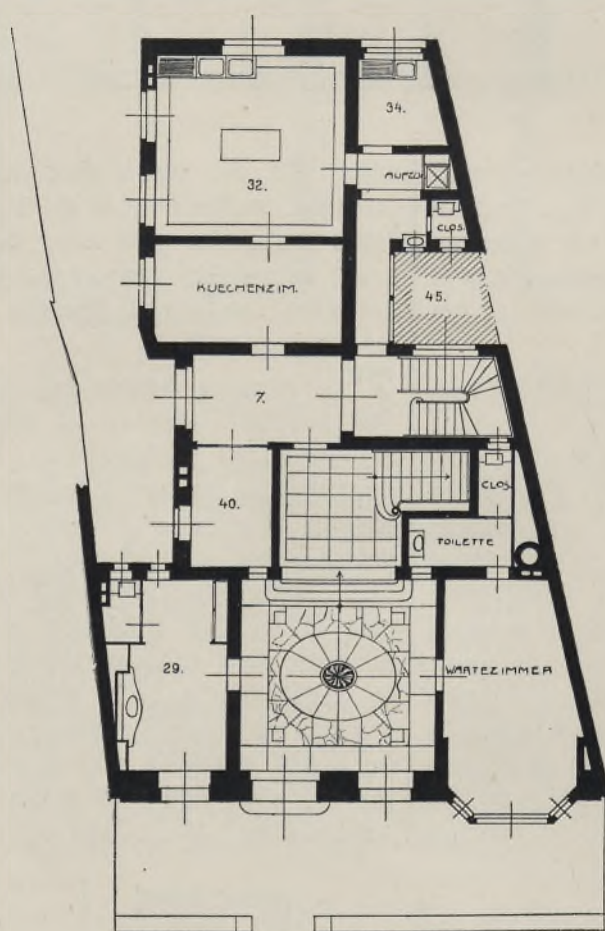 34.
32.
AUFZUG
CLOS.
KUECHENZIM.
45.
7.
CLOS.
40.
TOILETTE
29.
WARTEZIMMER